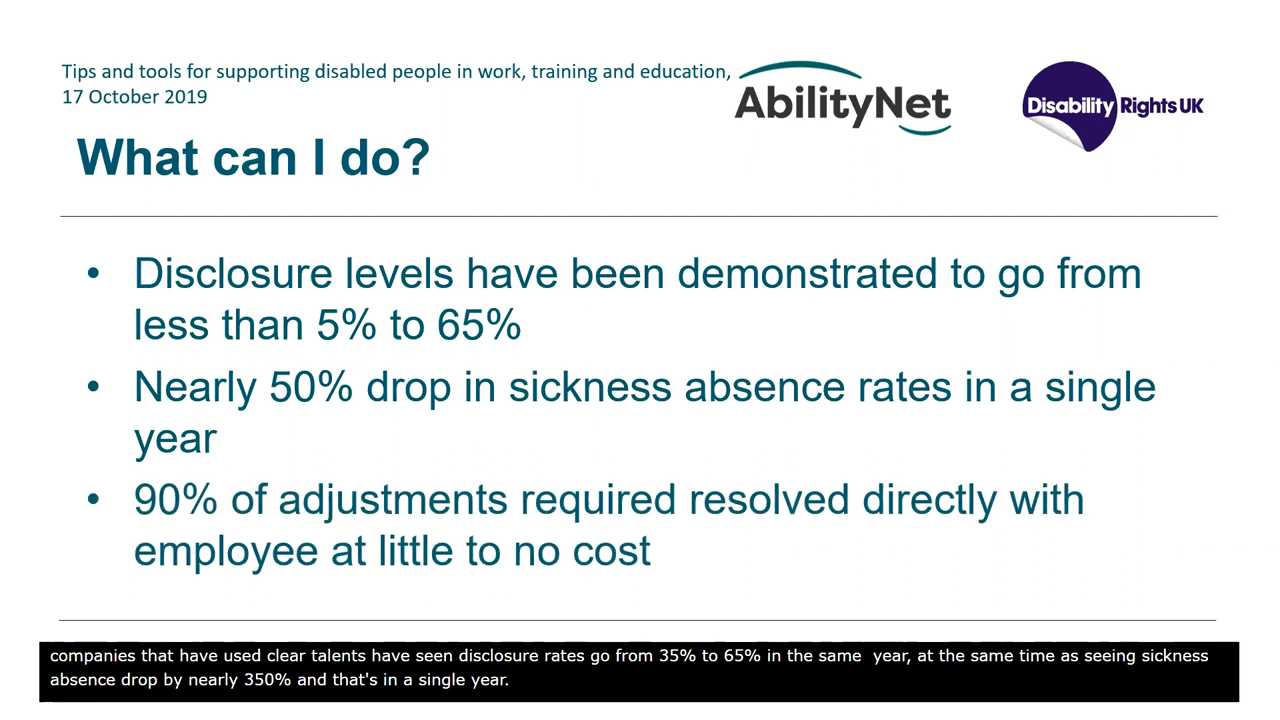 Tips and tools for supporting disabled people in work, training and education,
17 October 2019
AbilityNet
Disability Rights UK
What can I do?
• Disclosure levels have been demonstrated to go from
less than 5% to 65%
• Nearly 50% drop in sickness absence rates in a single
year
• 90% of adjustments required resolved directly with
employee at little to no cost
companies that have used clear talents have seen disclosure rates go from 35% to 65% in the same  year, at the same time as seeing sickness
absence drop by nearly 350% and that's in a single year.